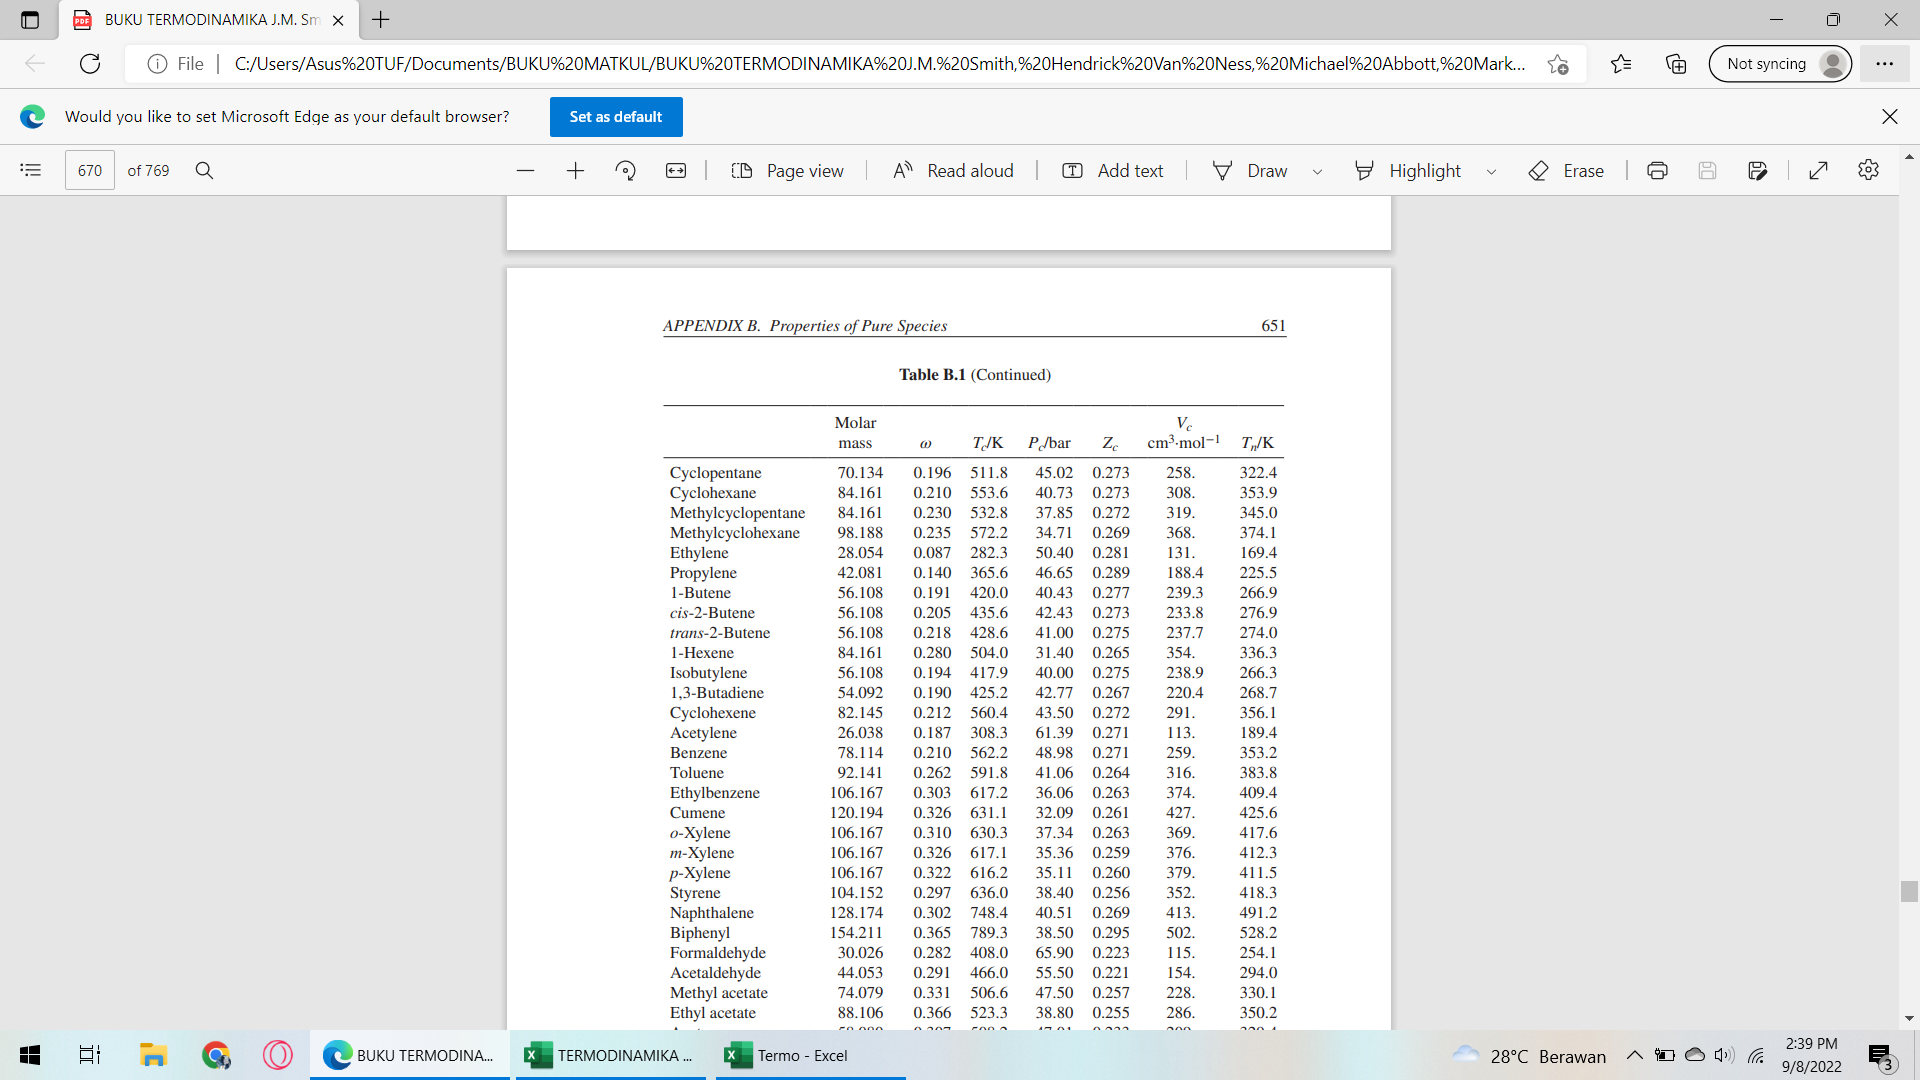 BUKU TERMODINAMIKA J.M. Sm
File C:/Users/Asus%20TUF/Documents/BUKU%20MATKUL/BUKU%20TERMODINAMIKA%20J.M.%20Smith,%20Hendrick%20Van%20Ness,%20Michael%20Abbott,%20Mark... Not syncing
Would you like to set Microsoft Edge as your default browser? Set as default
670 of 769 Page view Read aloud Add text Draw Highlight Erase
APPENDIX B. Properties of Pure Species 651
Table B.1 (Continued)
Molar mass ω Tc/K Pc/bar Zc Vc cm³·mol⁻¹ Tn/K
Cyclopentane 70.134 0.196 511.8 45.02 0.273 258. 322.4
Cyclohexane 84.161 0.210 553.6 40.73 0.273 308. 353.9
Methylcyclopentane 84.161 0.230 532.8 37.85 0.272 319. 345.0
Methylcyclohexane 98.188 0.235 572.2 34.71 0.269 368. 374.1
Ethylene 28.054 0.087 282.3 50.40 0.281 131. 169.4
Propylene 42.081 0.140 365.6 46.65 0.289 188.4 225.5
1-Butene 56.108 0.191 420.0 40.43 0.277 239.3 266.9
cis-2-Butene 56.108 0.205 435.6 42.43 0.273 233.8 276.9
trans-2-Butene 56.108 0.218 428.6 41.00 0.275 237.7 274.0
1-Hexene 84.161 0.280 504.0 31.40 0.265 354. 336.3
Isobutylene 56.108 0.194 417.9 40.00 0.275 238.9 266.3
1,3-Butadiene 54.092 0.190 425.2 42.77 0.267 220.4 268.7
Cyclohexene 82.145 0.212 560.4 43.50 0.272 291. 356.1
Acetylene 26.038 0.187 308.3 61.39 0.271 113. 189.4
Benzene 78.114 0.210 562.2 48.98 0.271 259. 353.2
Toluene 92.141 0.262 591.8 41.06 0.264 316. 383.8
Ethylbenzene 106.167 0.303 617.2 36.06 0.263 374. 409.4
Cumene 120.194 0.326 631.1 32.09 0.261 427. 425.6
o-Xylene 106.167 0.310 630.3 37.34 0.263 369. 417.6
m-Xylene 106.167 0.326 617.1 35.36 0.259 376. 412.3
p-Xylene 106.167 0.322 616.2 35.11 0.260 379. 411.5
Styrene 104.152 0.297 636.0 38.40 0.256 352. 418.3
Naphthalene 128.174 0.302 748.4 40.51 0.269 413. 491.2
Biphenyl 154.211 0.365 789.3 38.50 0.295 502. 528.2
Formaldehyde 30.026 0.282 408.0 65.90 0.223 115. 254.1
Acetaldehyde 44.053 0.291 466.0 55.50 0.221 154. 294.0
Methyl acetate 74.079 0.331 506.6 47.50 0.257 228. 330.1
Ethyl acetate 88.106 0.366 523.3 38.80 0.255 286. 350.2
BUKU TERMODINA... TERMODINAMIKA ... Termo - Excel 28°C Berawan 2:39 PM
9/8/2022 3